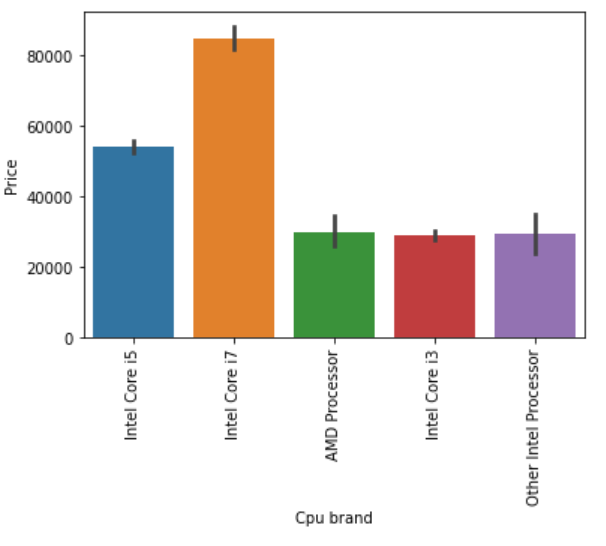 80000
60000
40000
20000
0
Price
Intel Core i5
Intel Core i7
AMD Processor
Intel Core i3
Other Intel Processor
Cpu brand